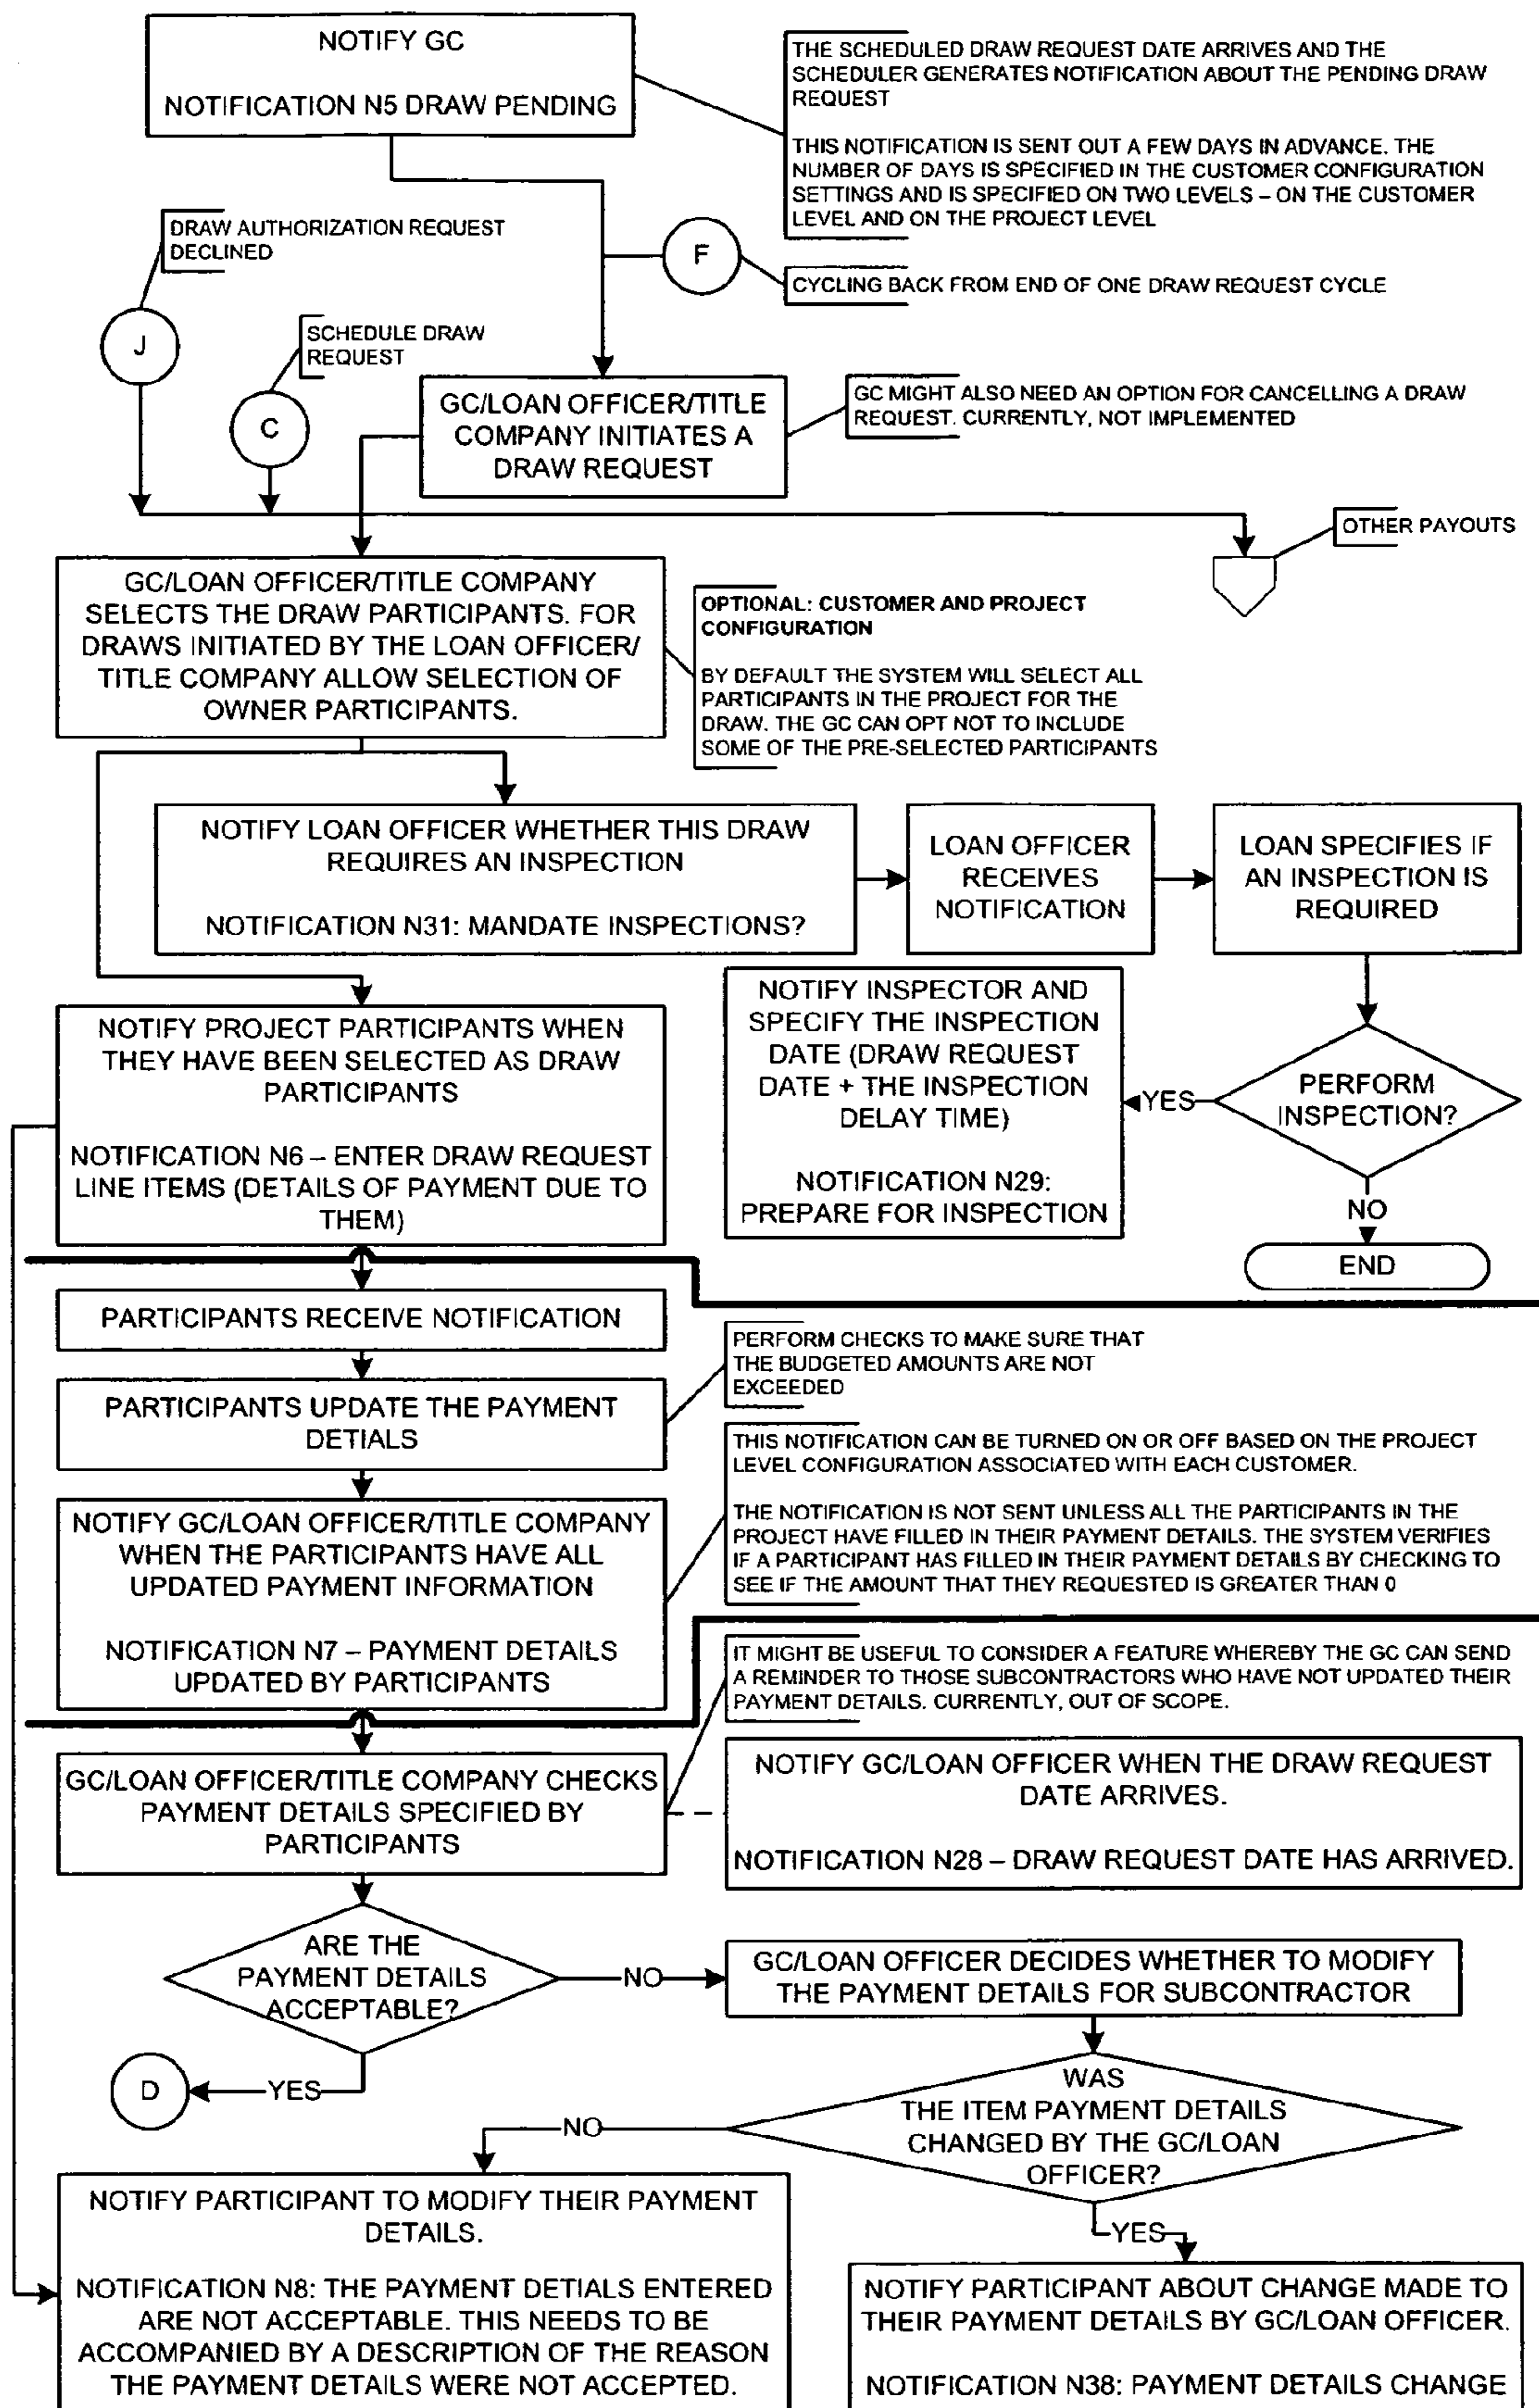 NOTIFY GC
NOTIFICATION N5 DRAW PENDING
THE SCHEDULED DRAW REQUEST DATE ARRIVES AND THE
SCHEDULER GENERATES NOTIFICATION ABOUT THE PENDING DRAW
REQUEST
THIS NOTIFICATION IS SENT OUT A FEW DAYS IN ADVANCE. THE
NUMBER OF DAYS IS SPECIFIED IN THE CUSTOMER CONFIGURATION
SETTINGS AND IS SPECIFIED ON TWO LEVELS – ON THE CUSTOMER
LEVEL AND ON THE PROJECT LEVEL
DRAW AUTHORIZATION REQUEST
DECLINED
F
CYCLING BACK FROM END OF ONE DRAW REQUEST CYCLE
J
SCHEDULE DRAW
REQUEST
C
GC/LOAN OFFICER/TITLE
COMPANY INITIATES A
DRAW REQUEST
GC MIGHT ALSO NEED AN OPTION FOR CANCELLING A DRAW
REQUEST. CURRENTLY, NOT IMPLEMENTED
OTHER PAYOUTS
GC/LOAN OFFICER/TITLE COMPANY
SELECTS THE DRAW PARTICIPANTS. FOR
DRAWS INITIATED BY THE LOAN OFFICER/
TITLE COMPANY ALLOW SELECTION OF
OWNER PARTICIPANTS.
OPTIONAL: CUSTOMER AND PROJECT
CONFIGURATION
BY DEFAULT THE SYSTEM WILL SELECT ALL
PARTICIPANTS IN THE PROJECT FOR THE
DRAW. THE GC CAN OPT NOT TO INCLUDE
SOME OF THE PRE-SELECTED PARTICIPANTS
NOTIFY LOAN OFFICER WHETHER THIS DRAW
REQUIRES AN INSPECTION
NOTIFICATION N31: MANDATE INSPECTIONS?
LOAN OFFICER
RECEIVES
NOTIFICATION
LOAN SPECIFIES IF
AN INSPECTION IS
REQUIRED
NOTIFY PROJECT PARTICIPANTS WHEN
THEY HAVE BEEN SELECTED AS DRAW
PARTICIPANTS
NOTIFICATION N6 – ENTER DRAW REQUEST
LINE ITEMS (DETAILS OF PAYMENT DUE TO
THEM)
NOTIFY INSPECTOR AND
SPECIFY THE INSPECTION
DATE (DRAW REQUEST
DATE + THE INSPECTION
DELAY TIME)
NOTIFICATION N29:
PREPARE FOR INSPECTION
YES
PERFORM
INSPECTION?
NO
END
PARTICIPANTS RECEIVE NOTIFICATION
PARTICIPANTS UPDATE THE PAYMENT
DETIALS
PERFORM CHECKS TO MAKE SURE THAT
THE BUDGETED AMOUNTS ARE NOT
EXCEEDED
NOTIFY GC/LOAN OFFICER/TITLE COMPANY
WHEN THE PARTICIPANTS HAVE ALL
UPDATED PAYMENT INFORMATION
NOTIFICATION N7 – PAYMENT DETAILS
UPDATED BY PARTICIPANTS
THIS NOTIFICATION CAN BE TURNED ON OR OFF BASED ON THE PROJECT
LEVEL CONFIGURATION ASSOCIATED WITH EACH CUSTOMER.
THE NOTIFICATION IS NOT SENT UNLESS ALL THE PARTICIPANTS IN THE
PROJECT HAVE FILLED IN THEIR PAYMENT DETAILS. THE SYSTEM VERIFIES
IF A PARTICIPANT HAS FILLED IN THEIR PAYMENT DETAILS BY CHECKING TO
SEE IF THE AMOUNT THAT THEY REQUESTED IS GREATER THAN 0
IT MIGHT BE USEFUL TO CONSIDER A FEATURE WHEREBY THE GC CAN SEND
A REMINDER TO THOSE SUBCONTRACTORS WHO HAVE NOT UPDATED THEIR
PAYMENT DETAILS. CURRENTLY, OUT OF SCOPE.
GC/LOAN OFFICER/TITLE COMPANY CHECKS
PAYMENT DETAILS SPECIFIED BY
PARTICIPANTS
NOTIFY GC/LOAN OFFICER WHEN THE DRAW REQUEST
DATE ARRIVES.
NOTIFICATION N28 – DRAW REQUEST DATE HAS ARRIVED.
ARE THE
PAYMENT DETAILS
ACCEPTABLE?
NO
GC/LOAN OFFICER DECIDES WHETHER TO MODIFY
THE PAYMENT DETAILS FOR SUBCONTRACTOR
D
YES
WAS
THE ITEM PAYMENT DETAILS
CHANGED BY THE GC/LOAN
OFFICER?
NO
YES
NOTIFY PARTICIPANT TO MODIFY THEIR PAYMENT
DETAILS.
NOTIFICATION N8: THE PAYMENT DETIALS ENTERED
ARE NOT ACCEPTABLE. THIS NEEDS TO BE
ACCOMPANIED BY A DESCRIPTION OF THE REASON
THE PAYMENT DETAILS WERE NOT ACCEPTED.
NOTIFY PARTICIPANT ABOUT CHANGE MADE TO
THEIR PAYMENT DETAILS BY GC/LOAN OFFICER.
NOTIFICATION N38: PAYMENT DETAILS CHANGE